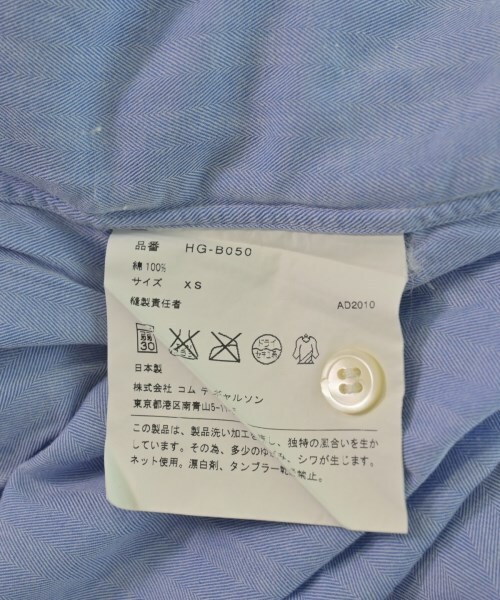 品番 HG-B050
綿 100%
サイズ XS
縫製責任者 AD2010
30
日本製
株式会社 コム デ ギャルソン
東京都港区南青山5-11
この製品は、製品洗い加工を し、独特の風合いを生か
しています。その為、多少のゆ 、シワが生じます。
ネット使用。漂白剤、タンブラー乾 禁止。